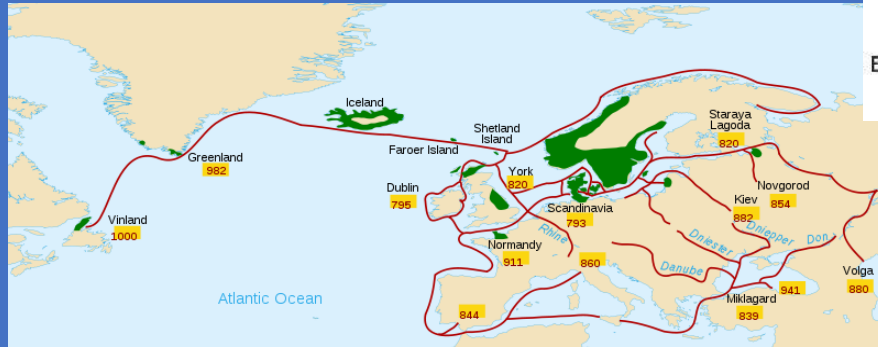 E
Iceland
Shetland
Island
Faroer Island
Staraya
Lagoda
820
Greenland
982
York
820
Dublin
795
Novgorod
854
Kiev
882
Scandinavia
793
Vinland
1000
Normandy
911
Rhine
860
Dniester
Dniepper
Don
Danube
Volga
880
941
Miklagard
839
Atlantic Ocean
844